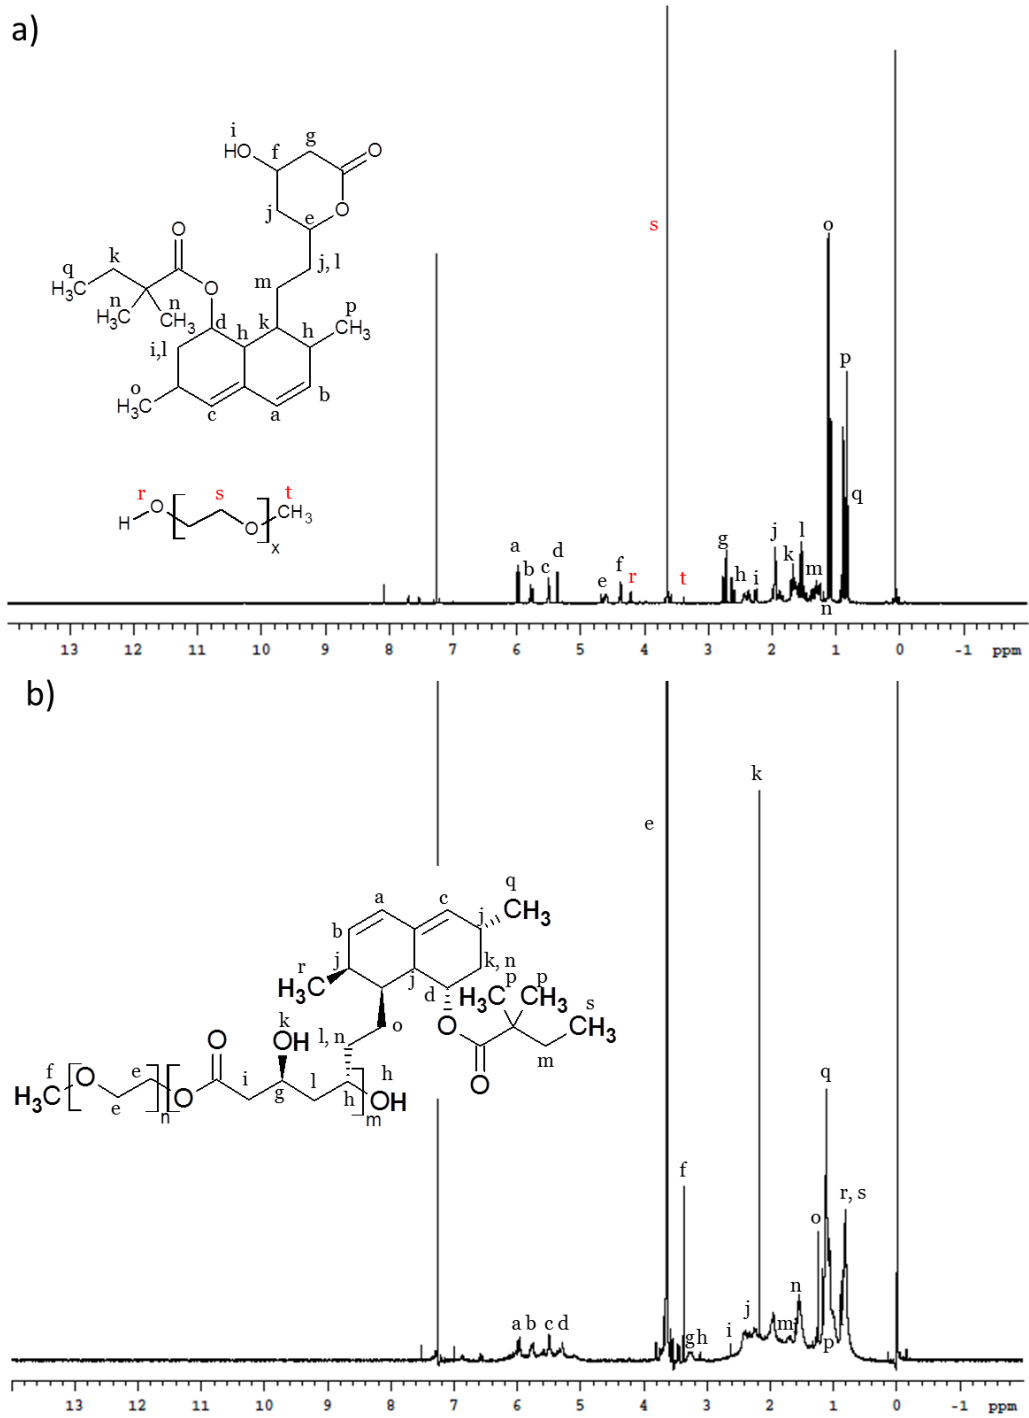 a)
i
HO
f
g
O
j
e
O
O
k
q
H₃C
n
H₃C
n
CH₃
O
j, l
m
p
CH₃
d
h
k
h
i,l
o
H₃C
c
a
b
r
s
t
H
O
O
CH₃
x
s
o
p
q
a
b
c
d
e
f
r
t
g
h
i
j
k
l
m
n
13 12 11 10 9 8 7 6 5 4 3 2 1 0 -1 ppm
b)
k
e
a
c
q
CH₃
b
j
j
r
H₃C
j
k, n
d
p
H₃C
p
CH₃
s
CH₃
k
OH
o
l, n
O
O
m
f
H₃C
O
e
e
n
O
O
i
g
l
h
h
OH
m
q
r, s
f
o
n
a b c d
g h
i
j
m
p
13 12 11 10 9 8 7 6 5 4 3 2 1 0 -1 ppm